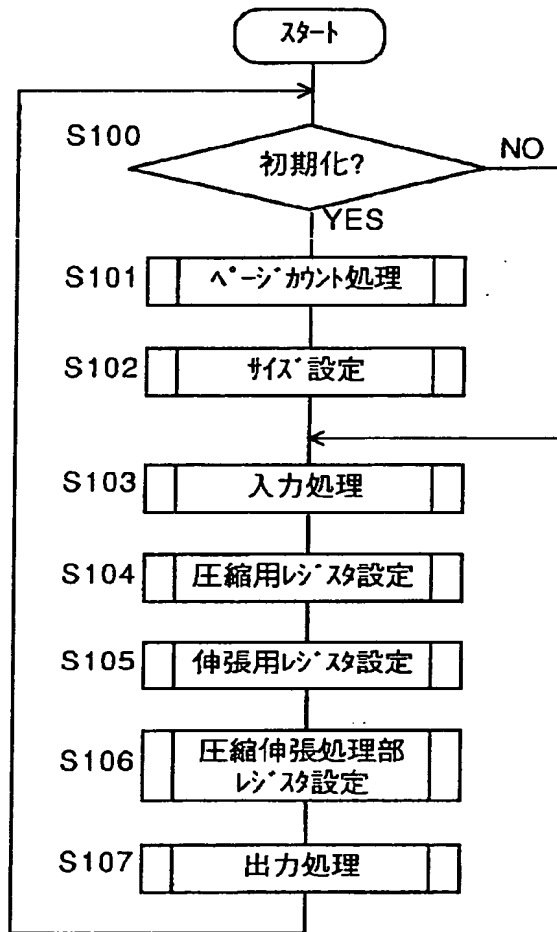 スタート
S100
初期化?
NO
YES
S101
ページカウント処理
S102
サイズ設定
S103
入力処理
S104
圧縮用レジスタ設定
S105
伸張用レジスタ設定
S106
圧縮伸張処理部
レジスタ設定
S107
出力処理